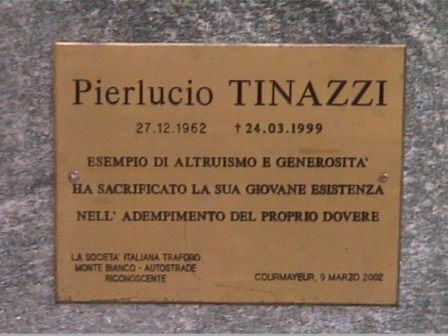 Pierlucio TINAZZI
27.12.1962 †24.03.1999
ESEMPIO DI ALTRUISMO E GENEROSITA'
HA SACRIFICATO LA SUA GIOVANE ESISTENZA
NELL' ADEMPIMENTO DEL PROPRIO DOVERE
LA SOCIETA' ITALIANA TRAFORO
MONTE BIANCO - AUTOSTRADE
RICONOSCENTE
COURMAYEUR, 9 MARZO 2002